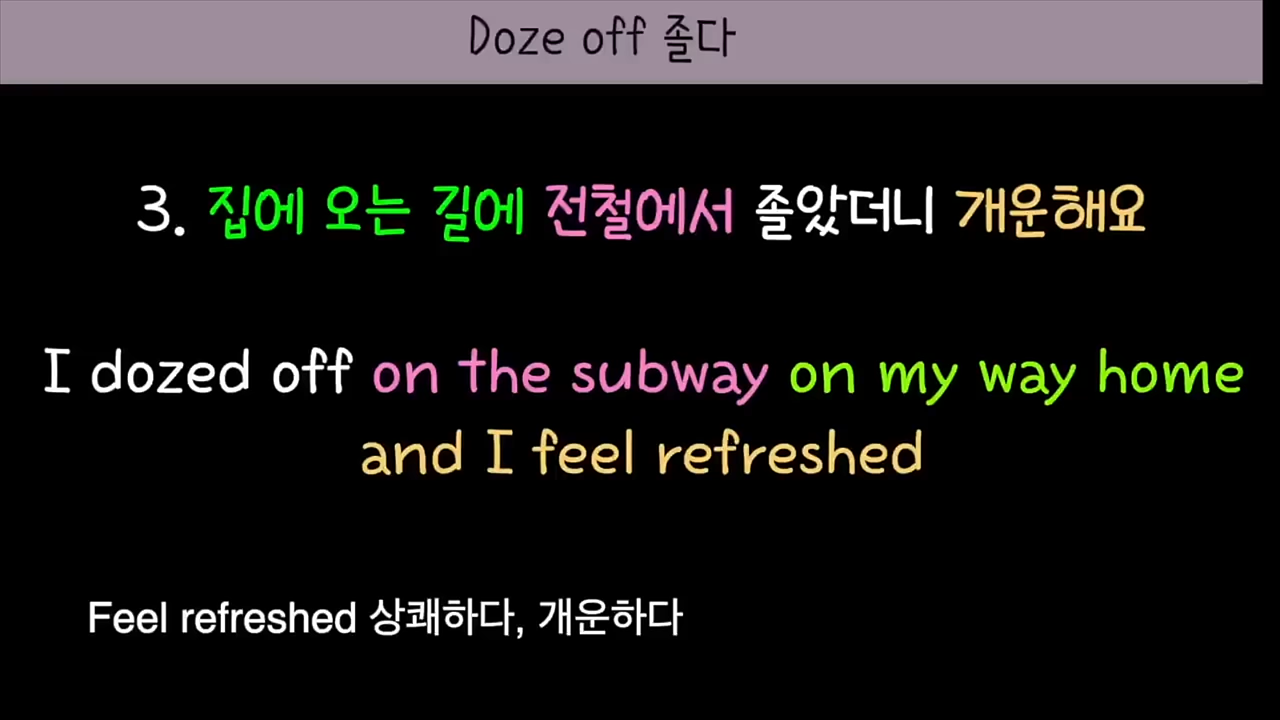 Doze off 졸다
3. 집에 오는 길에 전철에서 졸았더니 개운해요
I dozed off on the subway on my way home
and I feel refreshed
Feel refreshed 상쾌하다, 개운하다